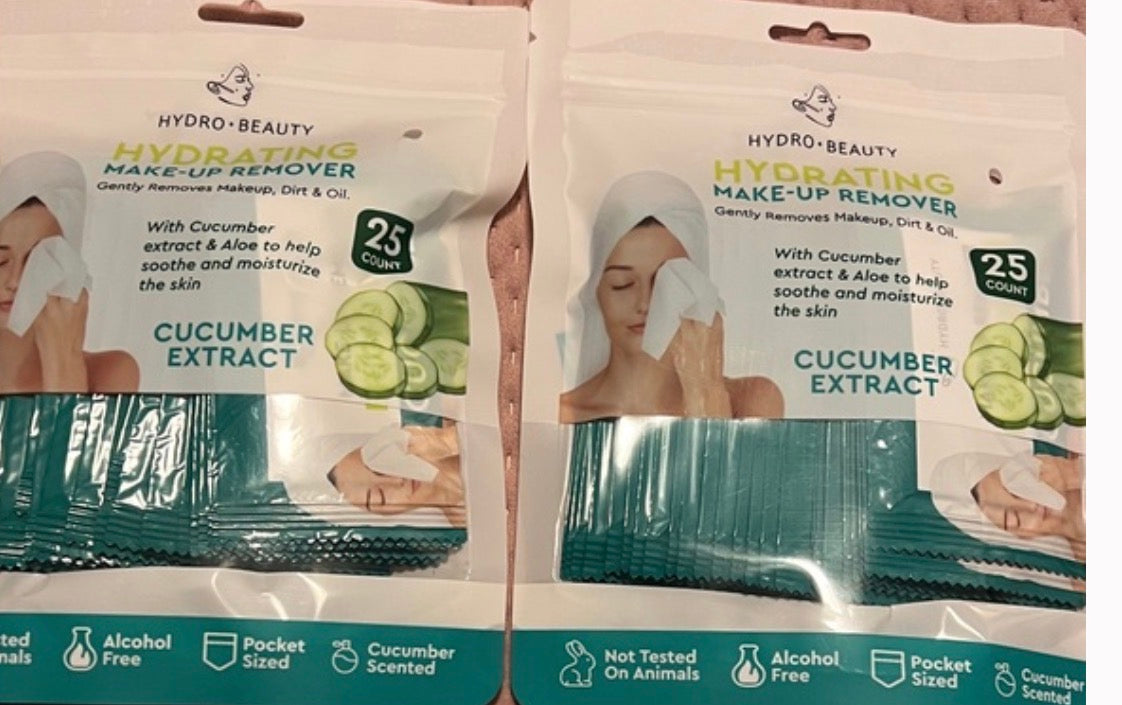 HYDRO•BEAUTY
HYDRATING
MAKE-UP REMOVER
Gently Removes Makeup, Dirt & Oil.
With Cucumber
extract & Aloe to help
soothe and moisturize
the skin
25
COUNT
CUCUMBER
EXTRACT
Alcohol
Free
Pocket
Sized
Cucumber
Scented
HYDRO•BEAUTY
HYDRATING
MAKE-UP REMOVER
Gently Removes Makeup, Dirt & Oil.
With Cucumber
extract & Aloe to help
soothe and moisturize
the skin
25
COUNT
CUCUMBER
EXTRACT
Not Tested
On Animals
Alcohol
Free
Pocket
Sized
Cucumber
Scented